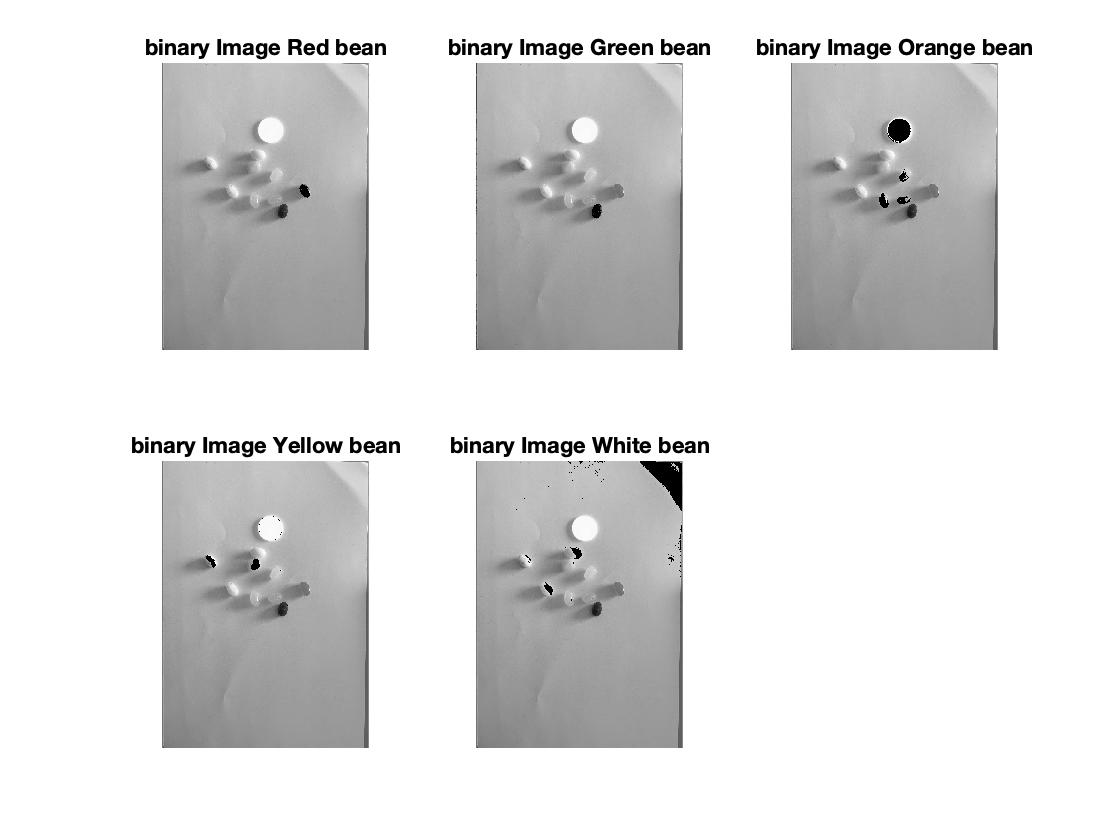 binary Image Red bean
binary Image Green bean
binary Image Orange bean
binary Image Yellow bean
binary Image White bean